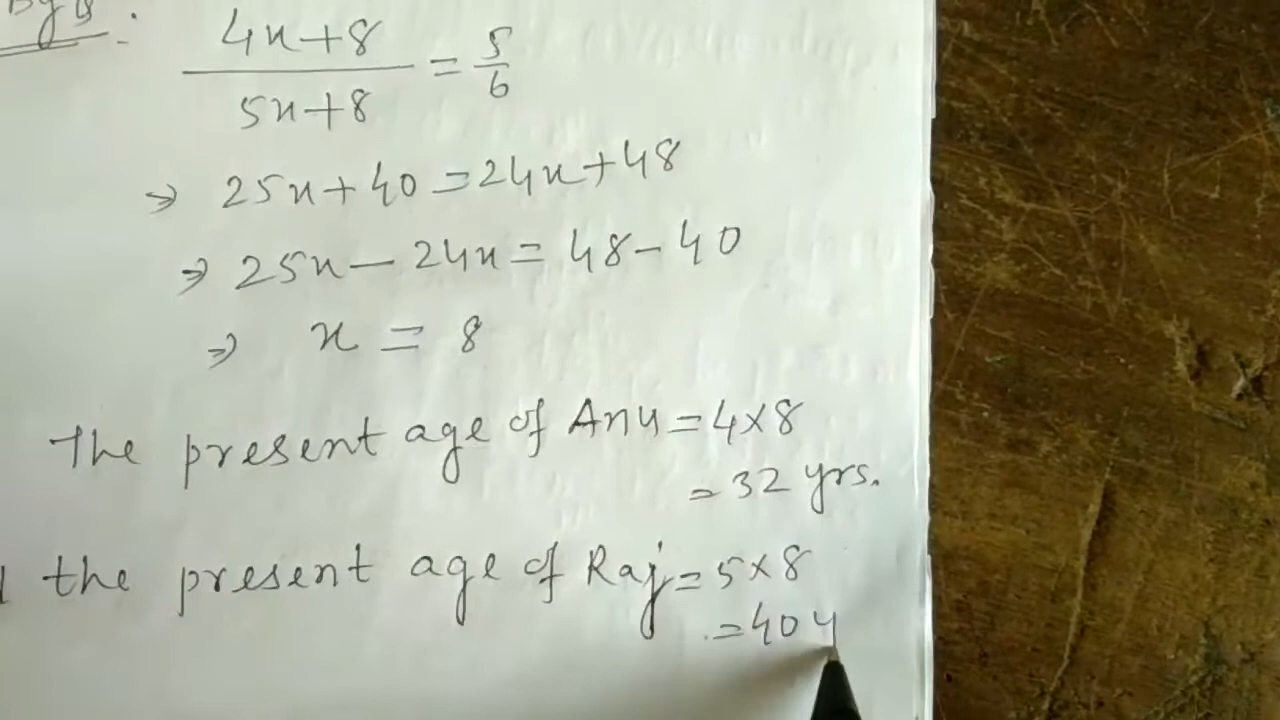 By Q:
4x+8
5x+8
= 5/6
⇒ 25x+40 = 24x+48
⇒ 25x - 24x = 48 - 40
⇒ x = 8
The present age of Anu = 4×8
= 32 yrs.
the present age of Raj = 5×8
= 40 y